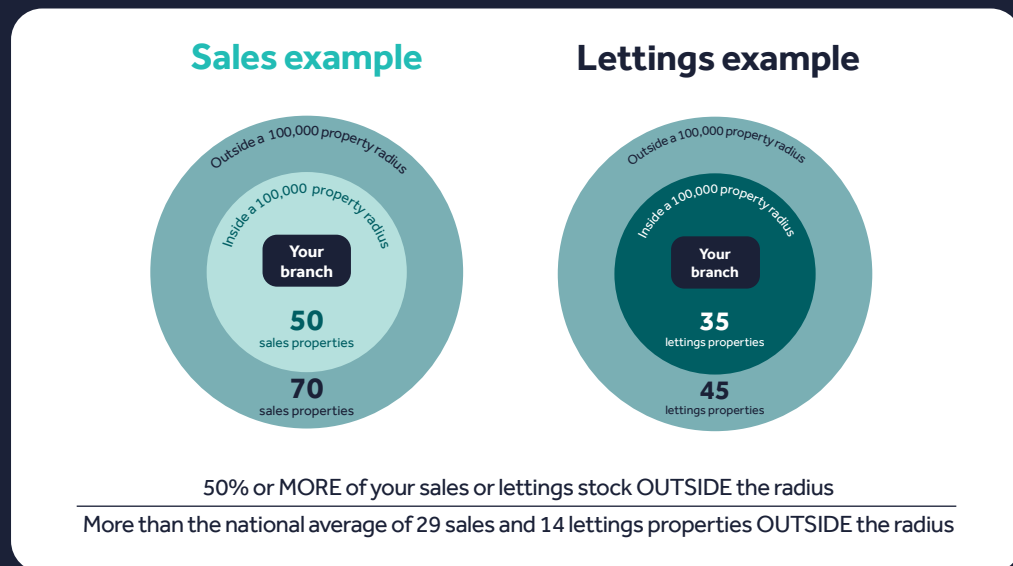 Sales example
Outside a 100,000 property radius
Inside a 100,000 property radius
Your
branch
50
sales properties
70
sales properties
Lettings example
Outside a 100,000 property radius
Inside a 100,000 property radius
Your
branch
35
lettings properties
45
lettings properties
50% or MORE of your sales or lettings stock OUTSIDE the radius
More than the national average of 29 sales and 14 lettings properties OUTSIDE the radius